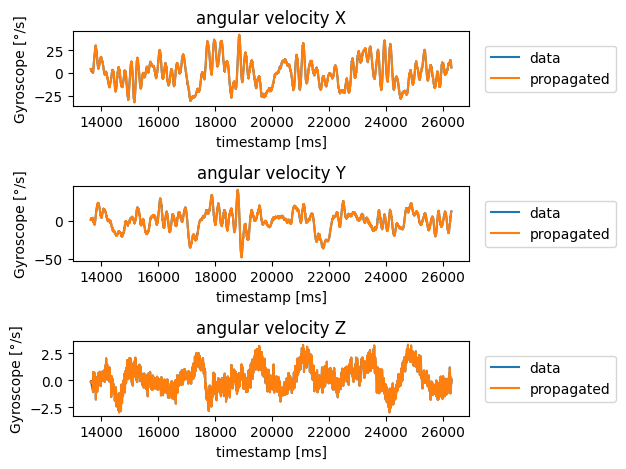 angular velocity X
Gyroscope [°/s]
25
0
−25
14000 16000 18000 20000 22000 24000 26000
timestamp [ms]
data
propagated
angular velocity Y
Gyroscope [°/s]
0
−50
14000 16000 18000 20000 22000 24000 26000
timestamp [ms]
data
propagated
angular velocity Z
Gyroscope [°/s]
2.5
0.0
−2.5
14000 16000 18000 20000 22000 24000 26000
timestamp [ms]
data
propagated